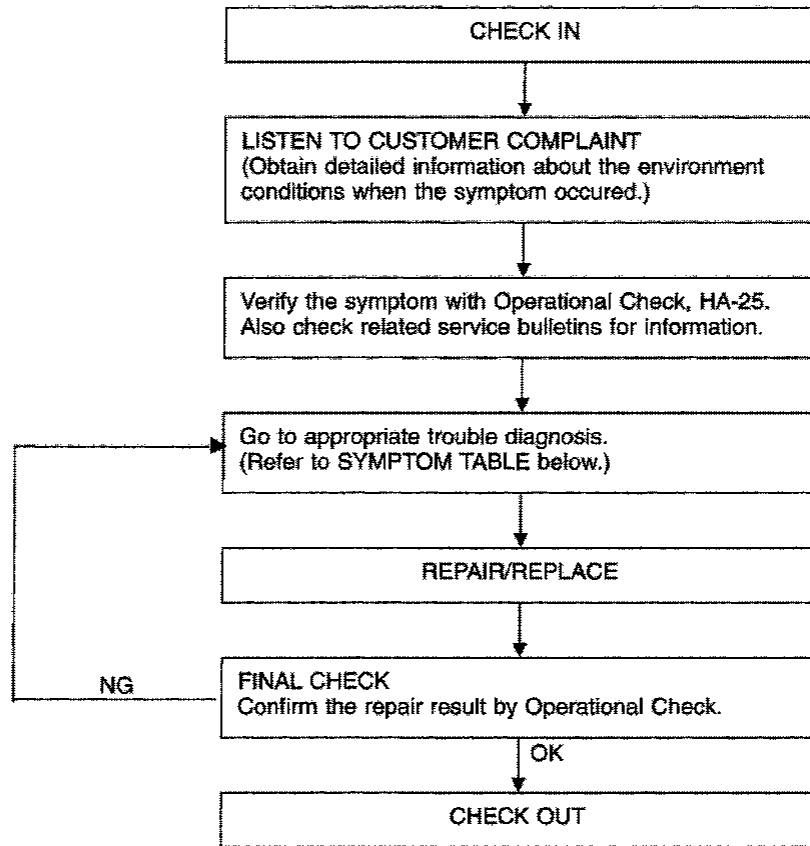 CHECK IN
LISTEN TO CUSTOMER COMPLAINT
(Obtain detailed information about the environment
conditions when the symptom occured.)
Verify the symptom with Operational Check, HA-25.
Also check related service bulletins for information.
Go to appropriate trouble diagnosis.
(Refer to SYMPTOM TABLE below.)
REPAIR/REPLACE
NG
FINAL CHECK
Confirm the repair result by Operational Check.
OK
CHECK OUT